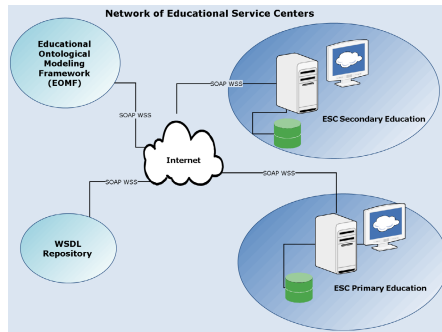 Network of Educational Service Centers
Educational
Ontological
Modeling
Framework
(EOMF)
SOAP WSS
ESC Secondary Education
SOAP WSS
Internet
SOAP WSS
SOAP WSS
WSDL
Repository
ESC Primary Education